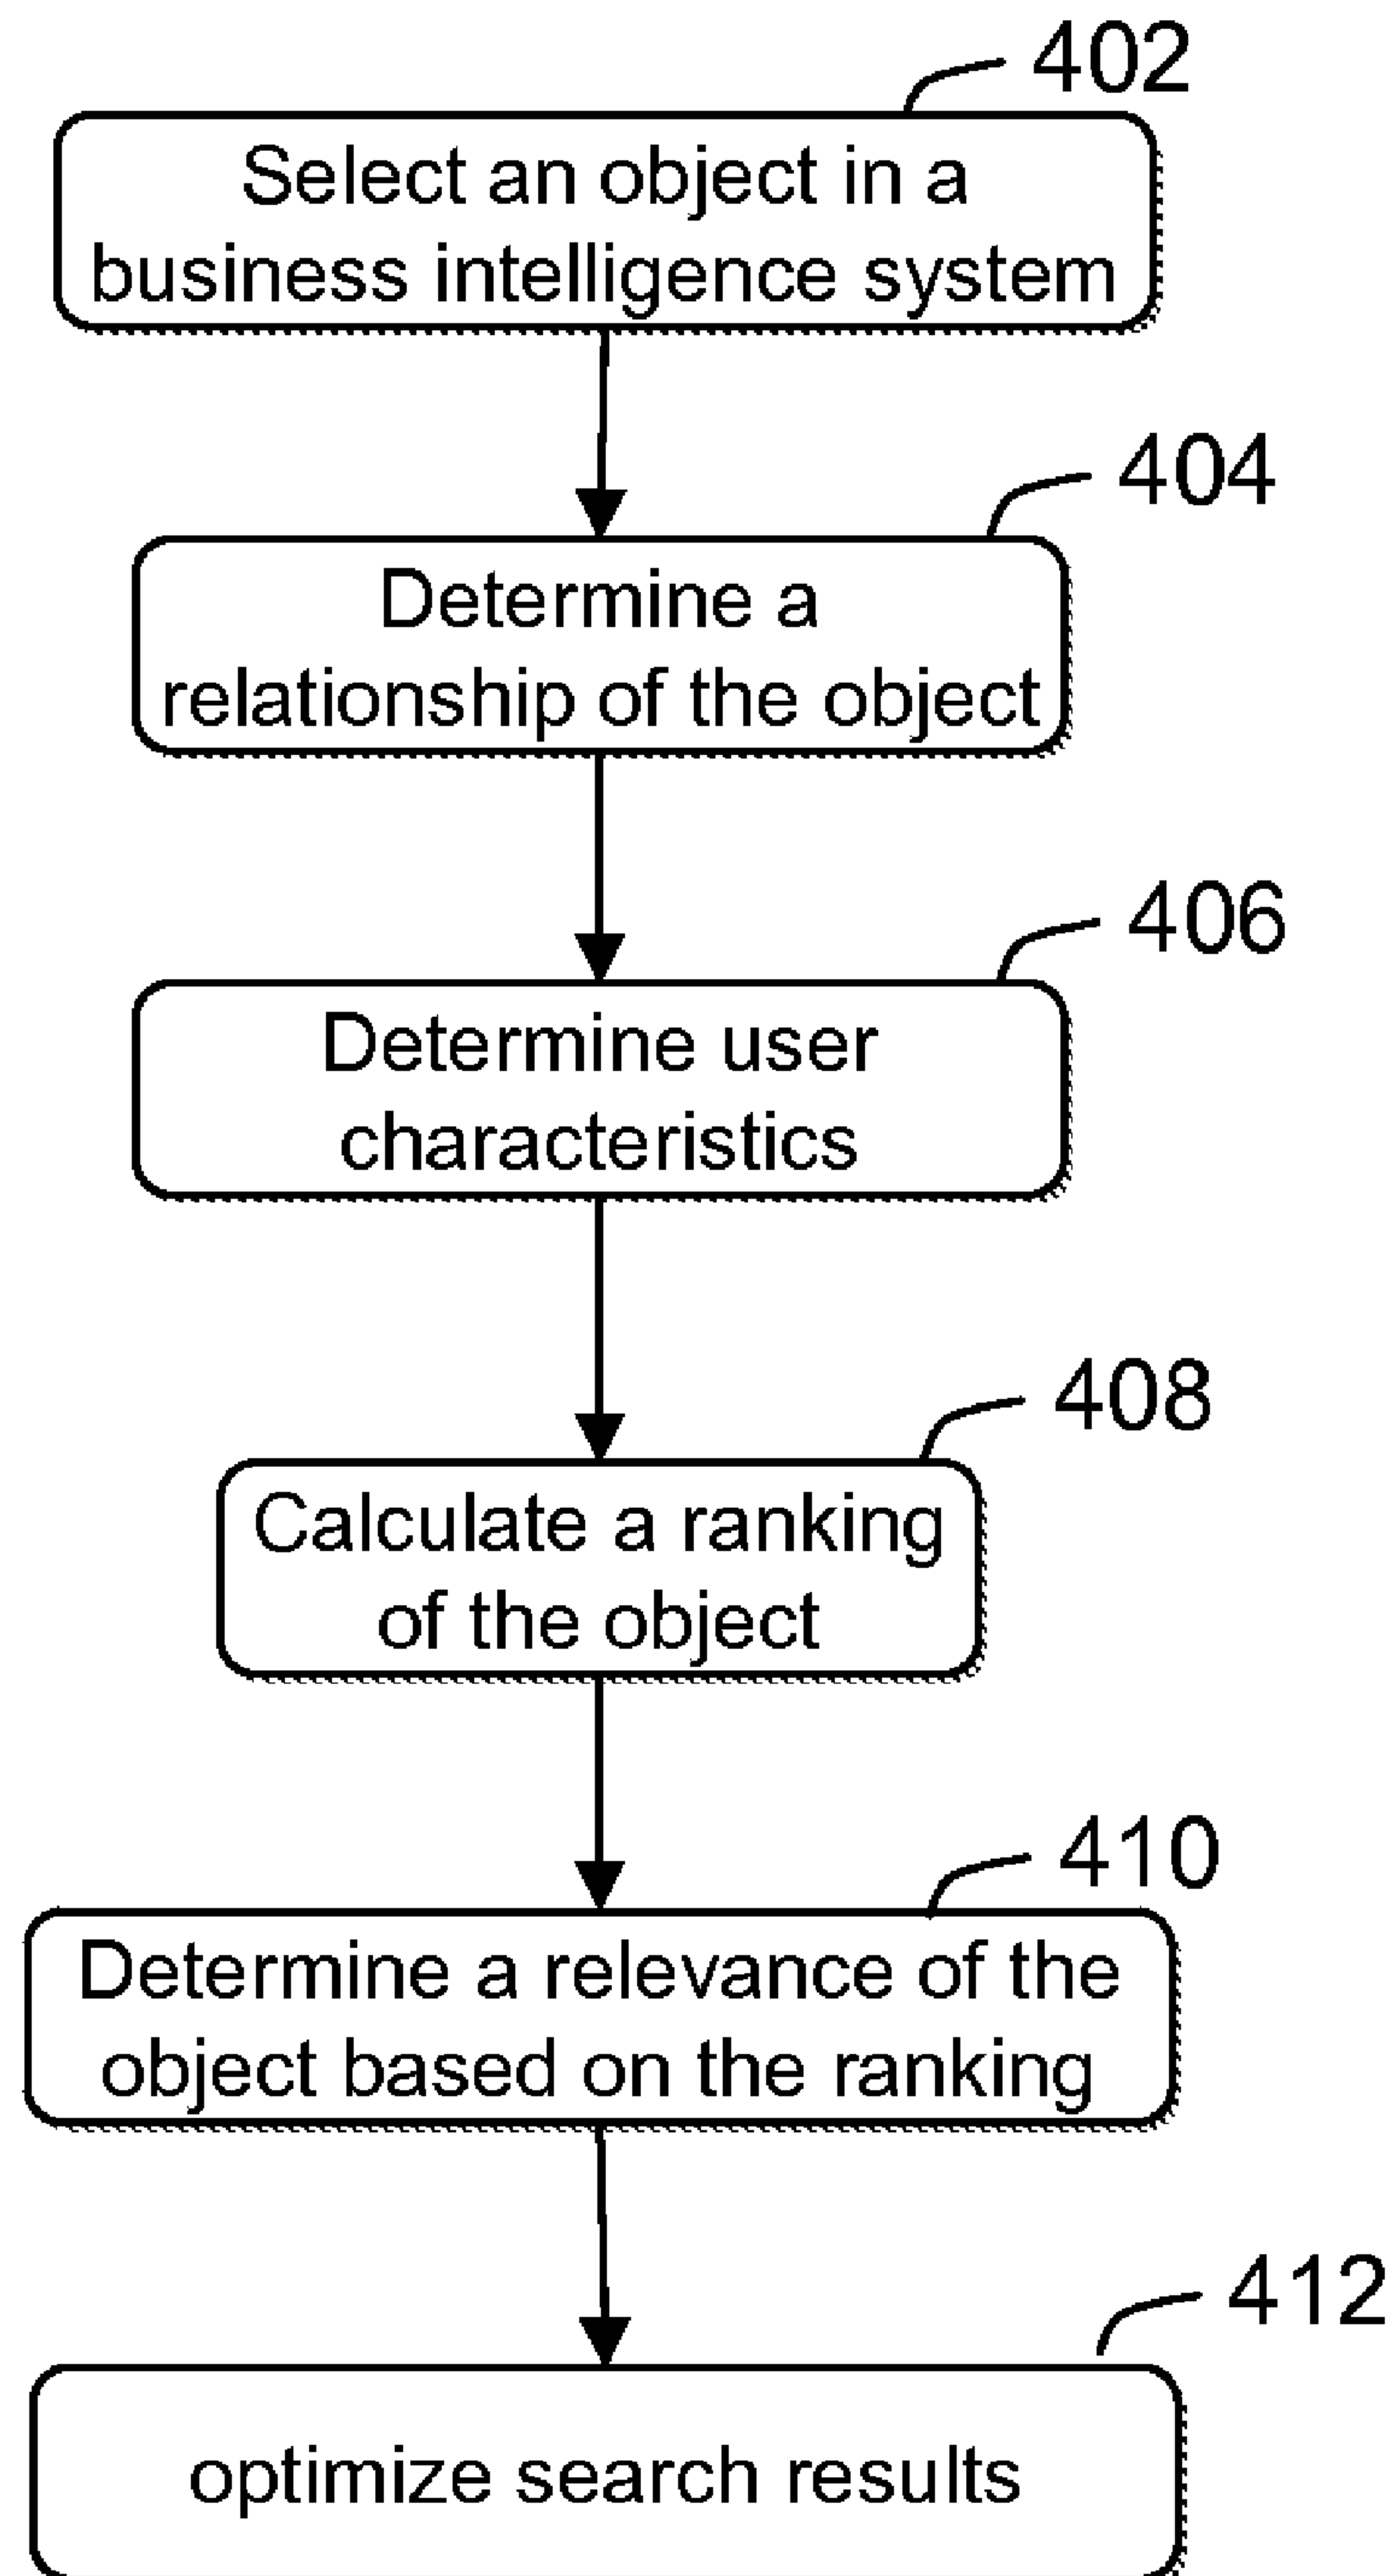 402
Select an object in a
business intelligence system
404
Determine a
relationship of the object
406
Determine user
characteristics
408
Calculate a ranking
of the object
410
Determine a relevance of the
object based on the ranking
412
optimize search results